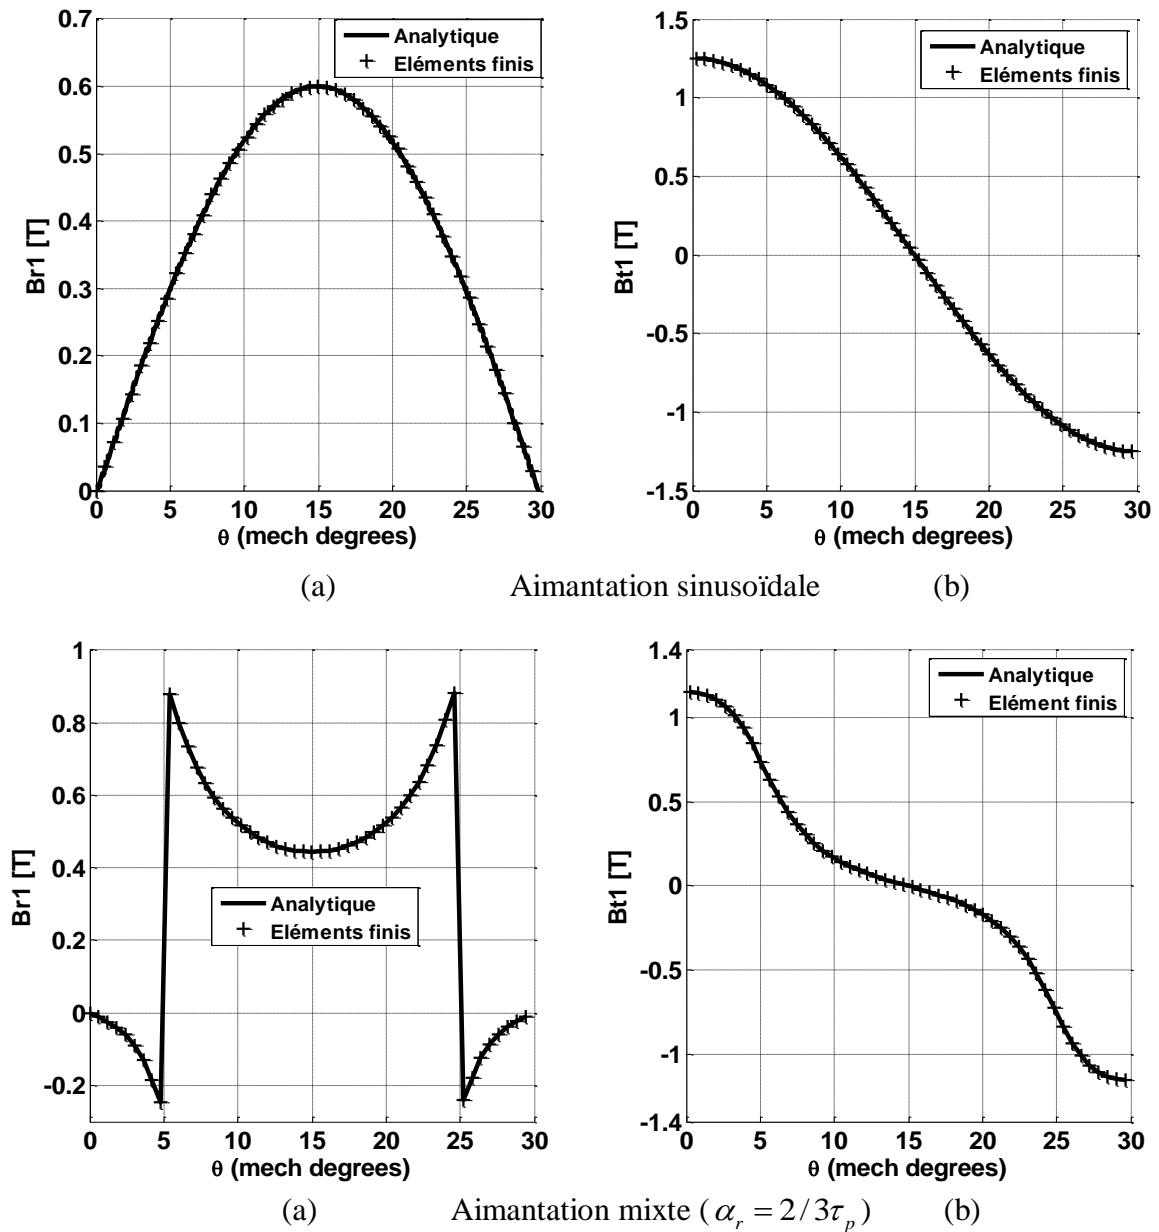 0.7
0.6
0.5
0.4
0.3
0.2
0.1
0
Br1 [T]
Analytique
Eléments finis
0 5 10 15 20 25 30
θ (mech degrees)
1.5
1
0.5
0
-0.5
-1
-1.5
Bt1 [T]
Analytique
Eléments finis
0 5 10 15 20 25 30
θ (mech degrees)
(a) Aimantation sinusoïdale (b)
1
0.8
0.6
0.4
0.2
0
-0.2
Br1 [T]
Analytique
Eléments finis
0 5 10 15 20 25 30
θ (mech degrees)
1.4
1
0.5
0
-0.5
-1
-1.4
Bt1 [T]
Analytique
Elément finis
0 5 10 15 20 25 30
θ (mech degrees)
(a) Aimantation mixte ( α_r = 2/3τ_p ) (b)